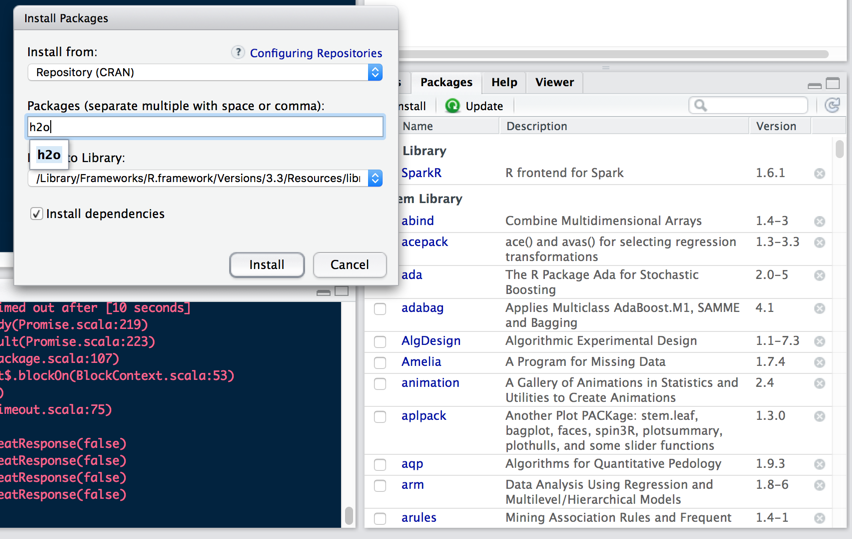 Install Packages
Install from:
? Configuring Repositories
Repository (CRAN)
Packages (separate multiple with space or comma):
h2o
h2o
to Library:
/Library/Frameworks/R.framework/Versions/3.3/Resources/libr
Install dependencies
Install
Cancel
imed out after [10 seconds]
dy(Promise.scala:219)
ult(Promise.scala:223)
ackage.scala:107)
t$.blockOn(BlockContext.scala:53)
)
imeout.scala:75)
eatResponse(false)
eatResponse(false)
eatResponse(false)
eatResponse(false)
s Packages Help Viewer
nstall Update
Name Description Version
Library
SparkR R frontend for Spark 1.6.1
em Library
abind Combine Multidimensional Arrays 1.4-3
acepack ace() and avas() for selecting regression 1.3-3.3
transformations
ada The R Package Ada for Stochastic 2.0-5
Boosting
adabag Applies Multiclass AdaBoost.M1, SAMME 4.1
and Bagging
AlgDesign Algorithmic Experimental Design 1.1-7.3
Amelia A Program for Missing Data 1.7.4
animation A Gallery of Animations in Statistics and 2.4
Utilities to Create Animations
aplpack Another Plot PACKage: stem.leaf, 1.3.0
bagplot, faces, spin3R, plotsummary,
plothulls, and some slider functions
aqp Algorithms for Quantitative Pedology 1.9.3
arm Data Analysis Using Regression and 1.8-6
Multilevel/Hierarchical Models
arules Mining Association Rules and Frequent 1.4-1